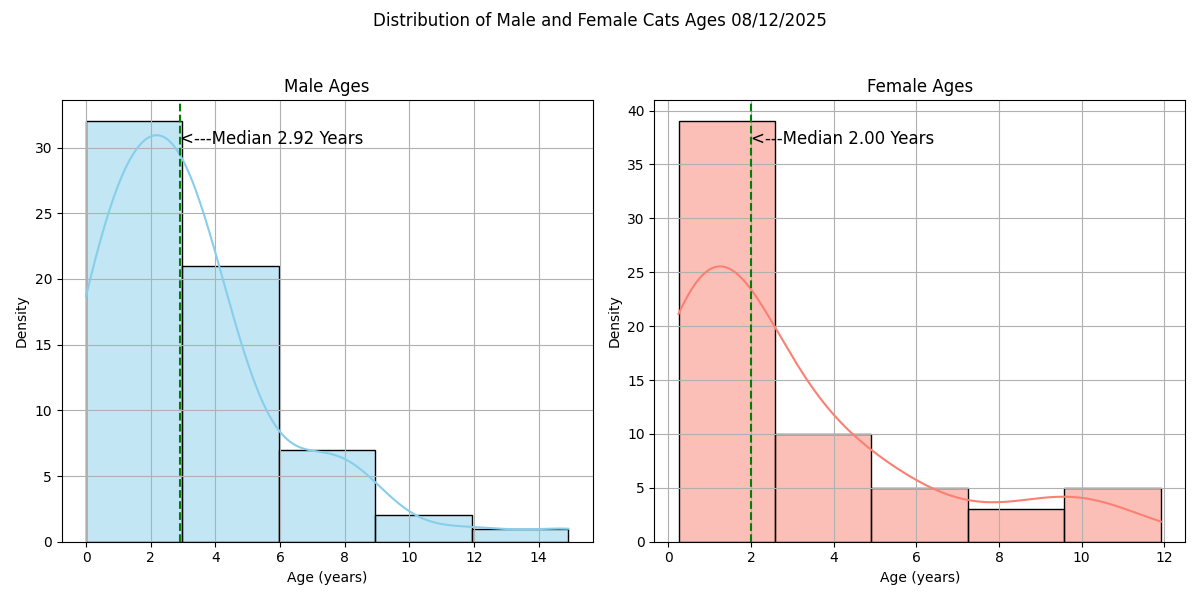 Distribution of Male and Female Cats Ages 08/12/2025
Male Ages
<---Median 2.92 Years
Density
30
25
20
15
10
5
0
0 2 4 6 8 10 12 14
Age (years)
Female Ages
<---Median 2.00 Years
Density
40
35
30
25
20
15
10
5
0
0 2 4 6 8 10 12
Age (years)